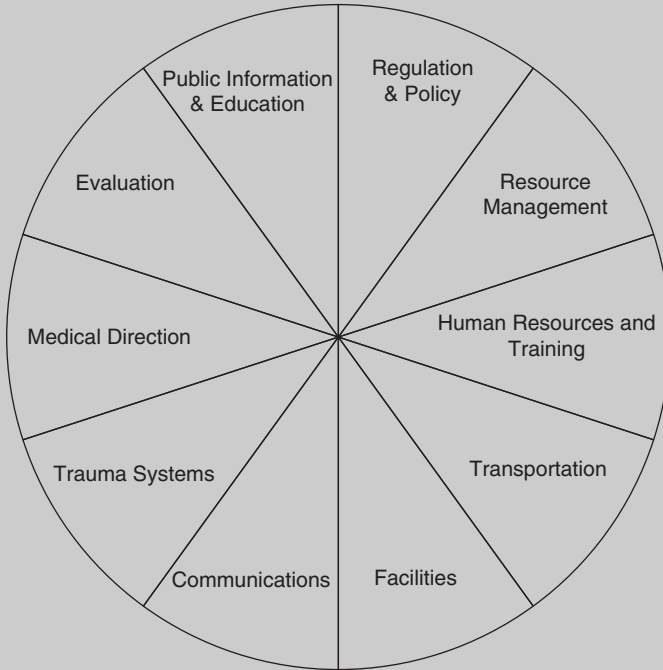 Public Information
& Education
Regulation
& Policy
Resource
Management
Human Resources and
Training
Transportation
Facilities
Communications
Trauma Systems
Medical Direction
Evaluation